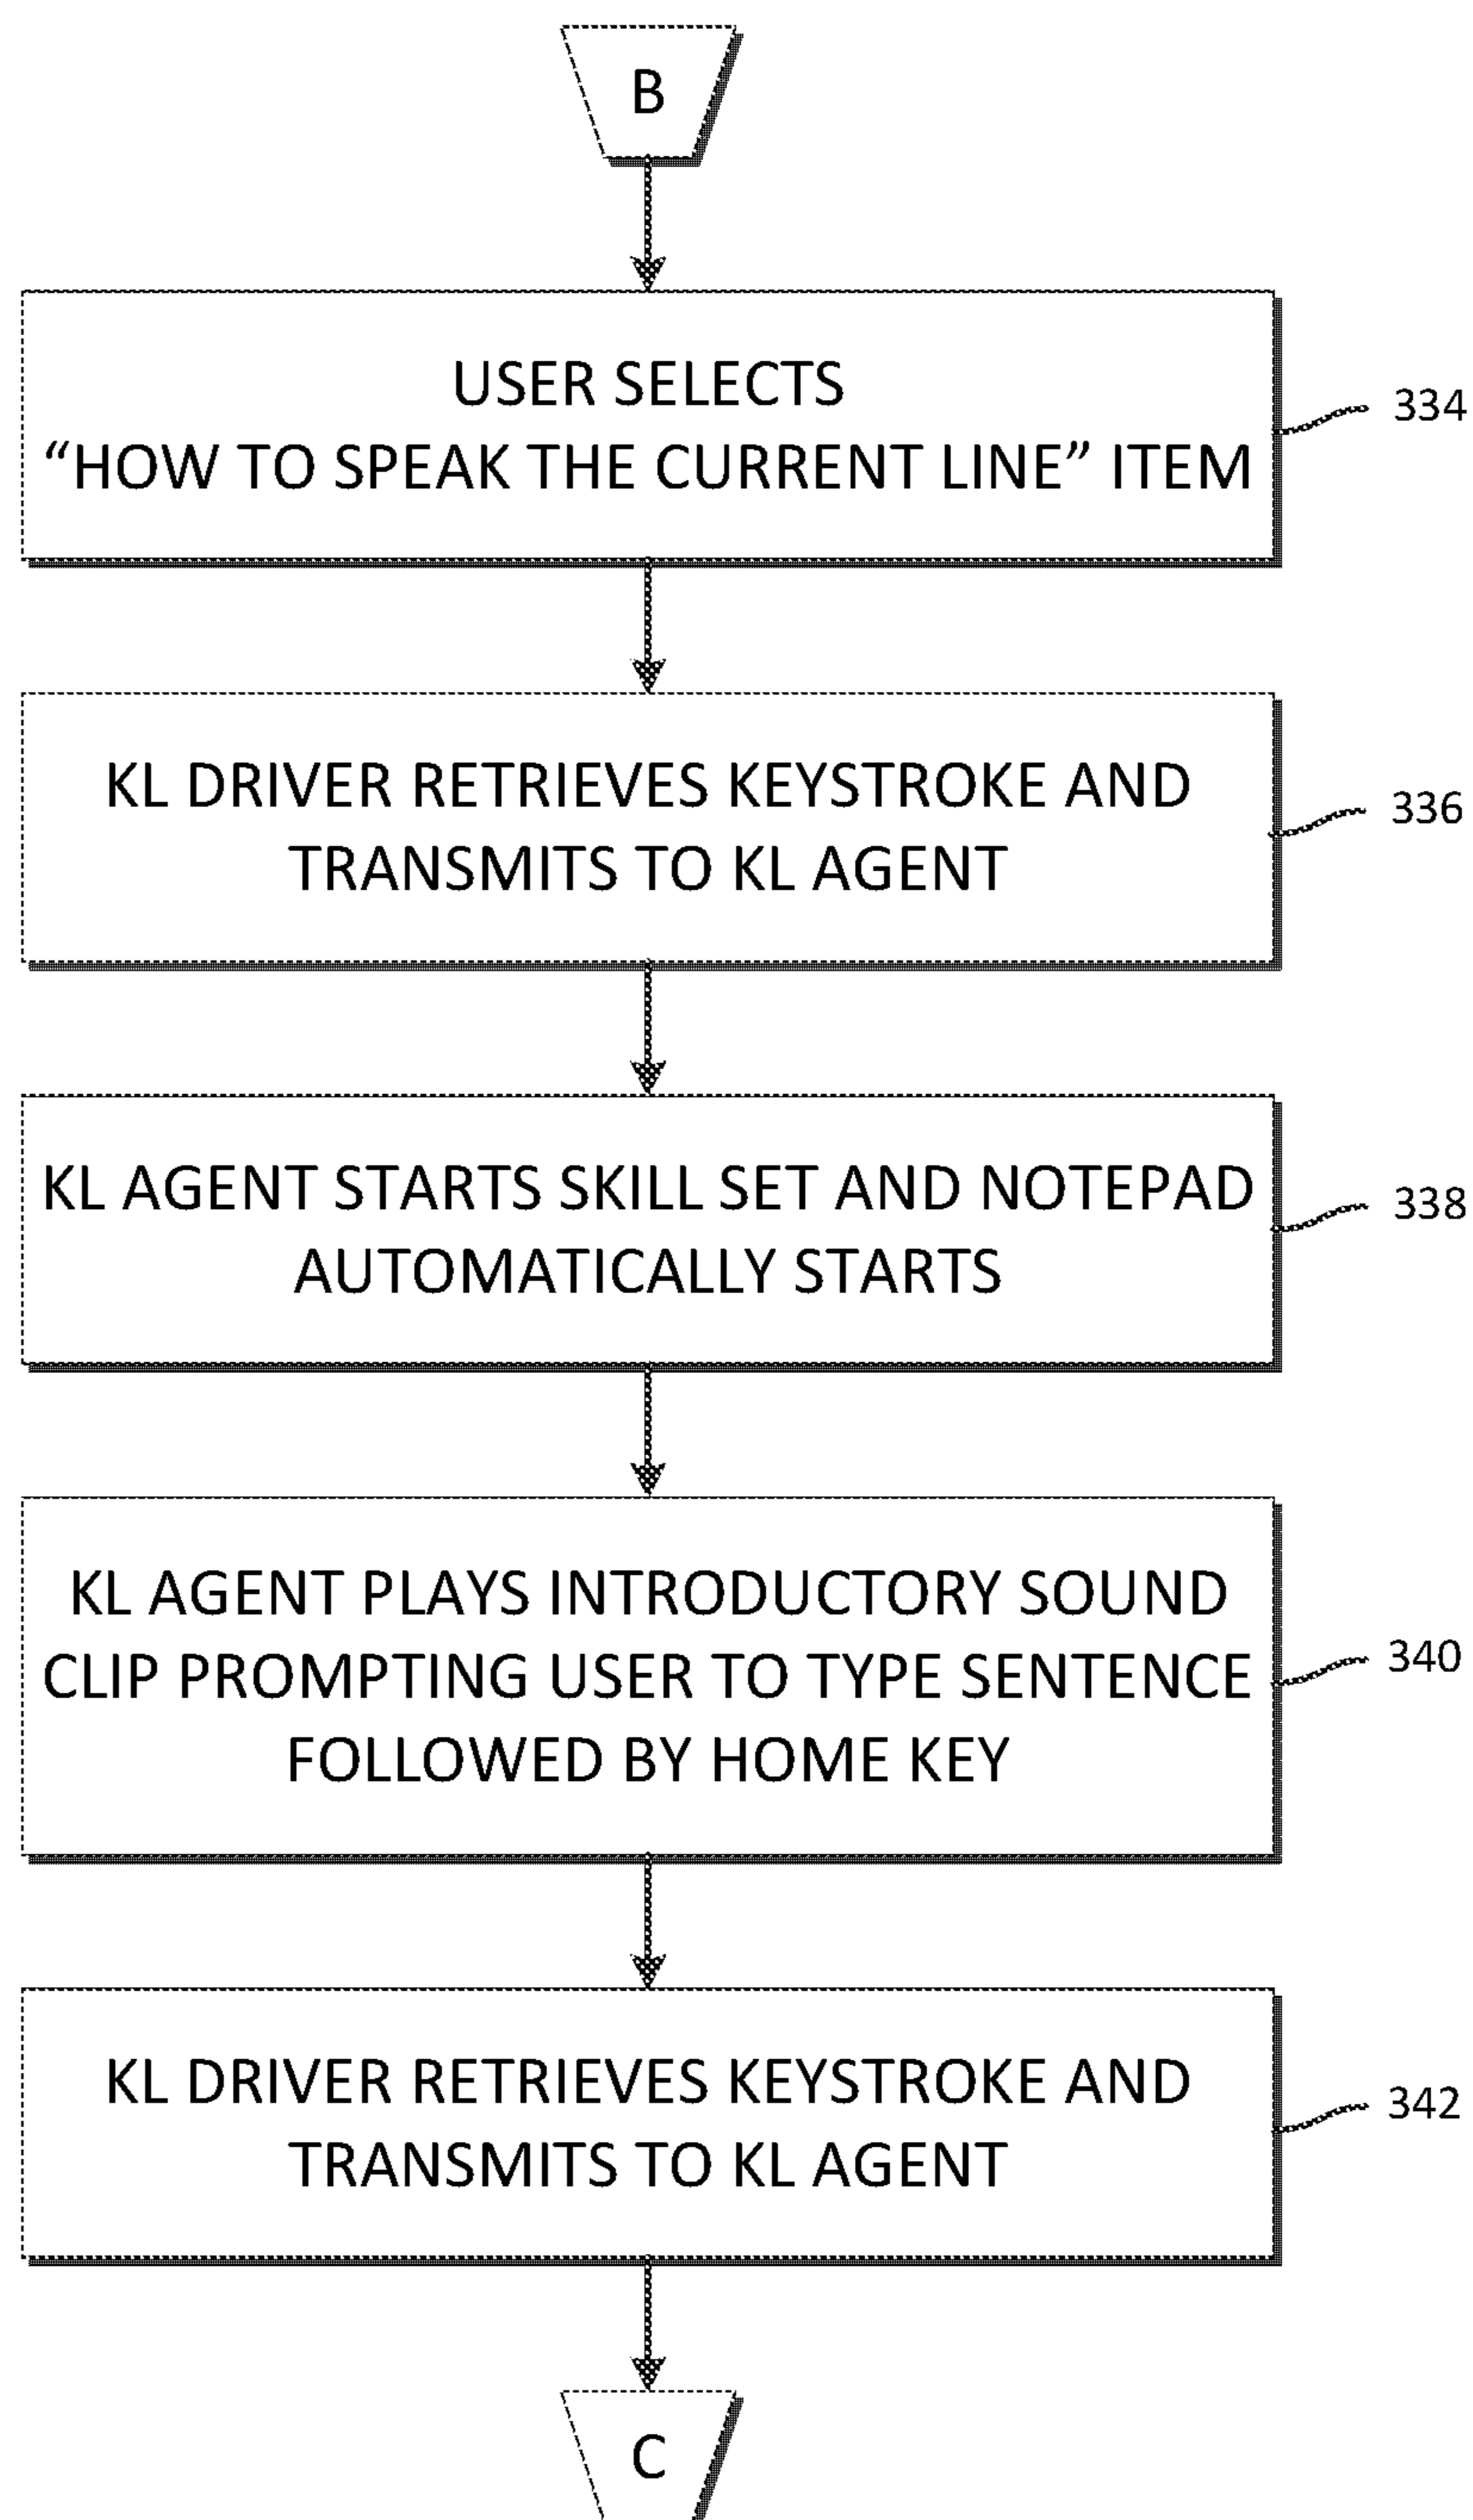 B
USER SELECTS
“HOW TO SPEAK THE CURRENT LINE” ITEM
334
KL DRIVER RETRIEVES KEYSTROKE AND
TRANSMITS TO KL AGENT
336
KL AGENT STARTS SKILL SET AND NOTEPAD
AUTOMATICALLY STARTS
338
KL AGENT PLAYS INTRODUCTORY SOUND
CLIP PROMPTING USER TO TYPE SENTENCE
FOLLOWED BY HOME KEY
340
KL DRIVER RETRIEVES KEYSTROKE AND
TRANSMITS TO KL AGENT
342
C